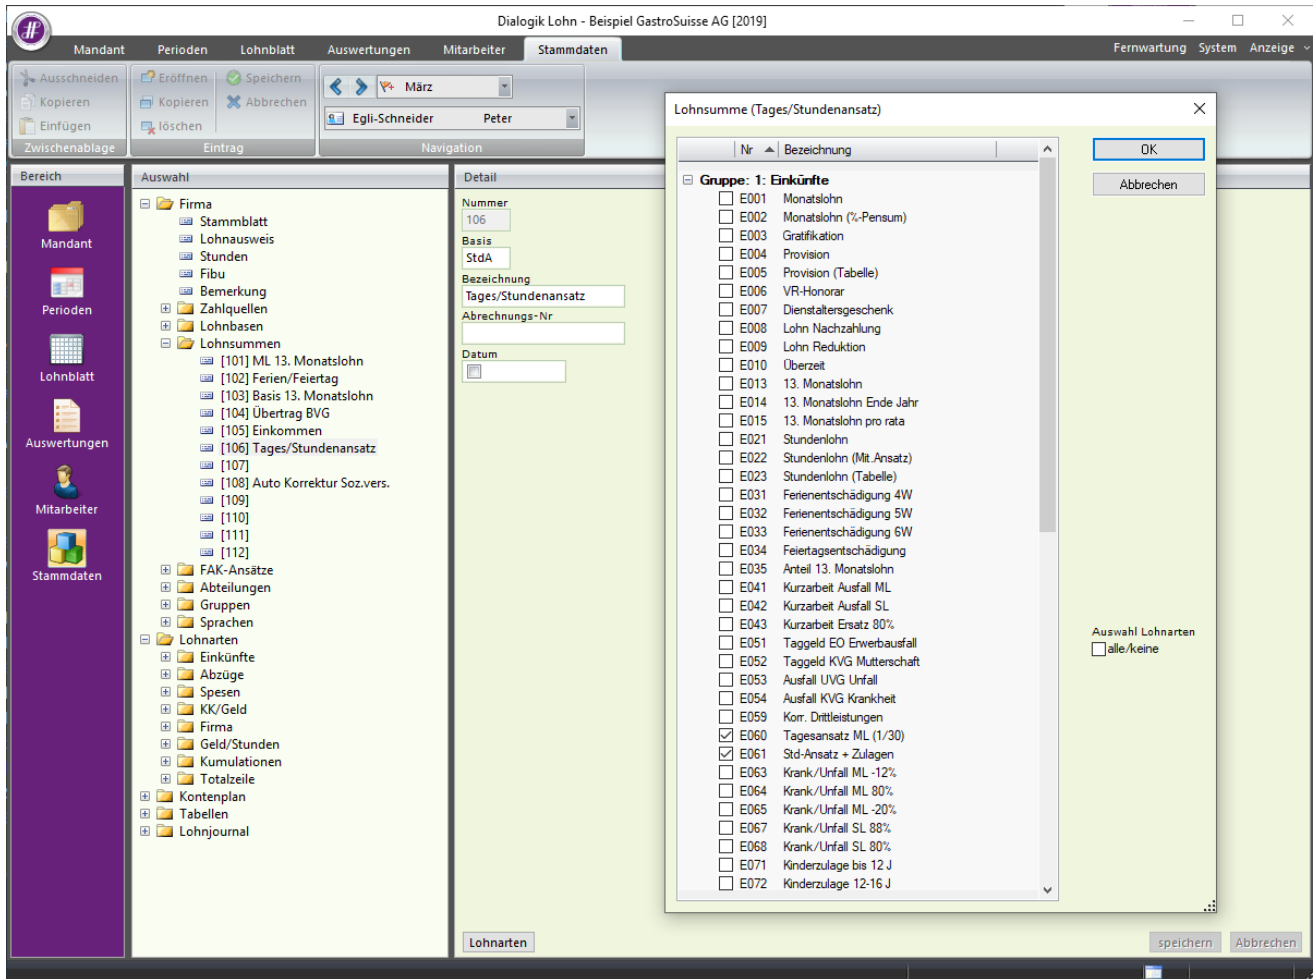 Dialogik Lohn - Beispiel GastroSuisse AG [2019]
Mandant Perioden Lohnblatt Auswertungen Mitarbeiter Stammdaten Fernwartung System Anzeige
Ausschneiden Eröffnen Speichern
Kopieren Kopieren Abbrechen März
Einfügen löschen Egli-Schneider Peter
Zwischenablage Eintrag Navigation
Bereich
Mandant
Perioden
Lohnblatt
Auswertungen
Mitarbeiter
Stammdaten
Auswahl
Firma
Stammblatt
Lohnausweis
Stunden
Fibu
Bemerkung
Zahlquellen
Lohnbasen
Lohnsummen
[101] ML 13. Monatslohn
[102] Ferien/Feiertag
[103] Basis 13. Monatslohn
[104] Übertrag BVG
[105] Einkommen
[106] Tages/Stundenansatz
[107]
[108] Auto Korrektur Soz.vers.
[109]
[110]
[111]
[112]
FAK-Ansätze
Abteilungen
Gruppen
Sprachen
Lohnarten
Einkünfte
Abzüge
Spesen
KK/Geld
Firma
Geld/Stunden
Kumulationen
Totalzeile
Kontenplan
Tabellen
Lohnjournal
Detail
Nummer
106
Basis
StdA
Bezeichnung
Tages/Stundenansatz
Abrechnungs-Nr
Datum
Lohnarten
speichern Abbrechen
Lohnsumme (Tages/Stundenansatz)
Nr Bezeichnung
Gruppe: 1: Einkünfte
E001 Monatslohn
E002 Monatslohn (%-Pensum)
E003 Gratifikation
E004 Provision
E005 Provision (Tabelle)
E006 VR-Honorar
E007 Dienstaltersgeschenk
E008 Lohn Nachzahlung
E009 Lohn Reduktion
E010 Überzeit
E013 13. Monatslohn
E014 13. Monatslohn Ende Jahr
E015 13. Monatslohn pro rata
E021 Stundenlohn
E022 Stundenlohn (Mit.Ansatz)
E023 Stundenlohn (Tabelle)
E031 Ferienentschädigung 4W
E032 Ferienentschädigung 5W
E033 Ferienentschädigung 6W
E034 Feiertagsentschädigung
E035 Anteil 13. Monatslohn
E041 Kurzarbeit Ausfall ML
E042 Kurzarbeit Ausfall SL
E043 Kurzarbeit Ersatz 80%
E051 Taggeld EO Erwerbausfall
E052 Taggeld KVG Mutterschaft
E053 Ausfall UVG Unfall
E054 Ausfall KVG Krankheit
E059 Korr. Drittleistungen
E060 Tagesansatz ML (1/30)
E061 Std-Ansatz + Zulagen
E063 Krank/Unfall ML -12%
E064 Krank/Unfall ML 80%
E065 Krank/Unfall ML -20%
E067 Krank/Unfall SL 88%
E068 Krank/Unfall SL 80%
E071 Kinderzulage bis 12 J
E072 Kinderzulage 12-16 J
OK
Abbrechen
Auswahl Lohnarten
alle/keine